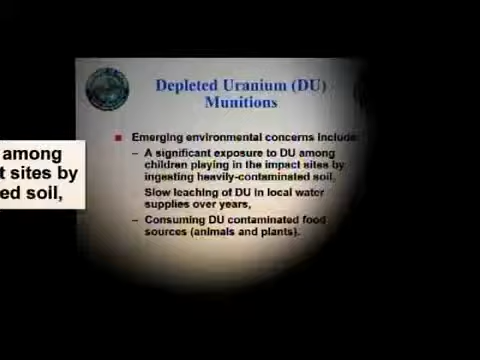 Depleted Uranium (DU)
Munitions
Emerging environmental concerns include:
– A significant exposure to DU among
children playing in the impact sites by
ingesting heavily-contaminated soil,
Slow leaching of DU in local water
supplies over years,
– Consuming DU contaminated food
sources (animals and plants).
among
t sites by
ed soil,